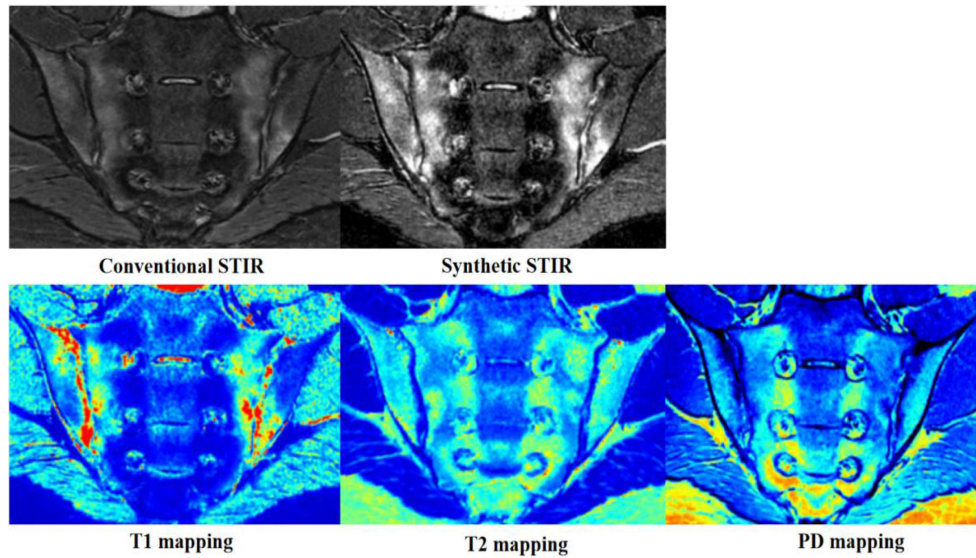 Conventional STIR
Synthetic STIR
T1 mapping
T2 mapping
PD mapping